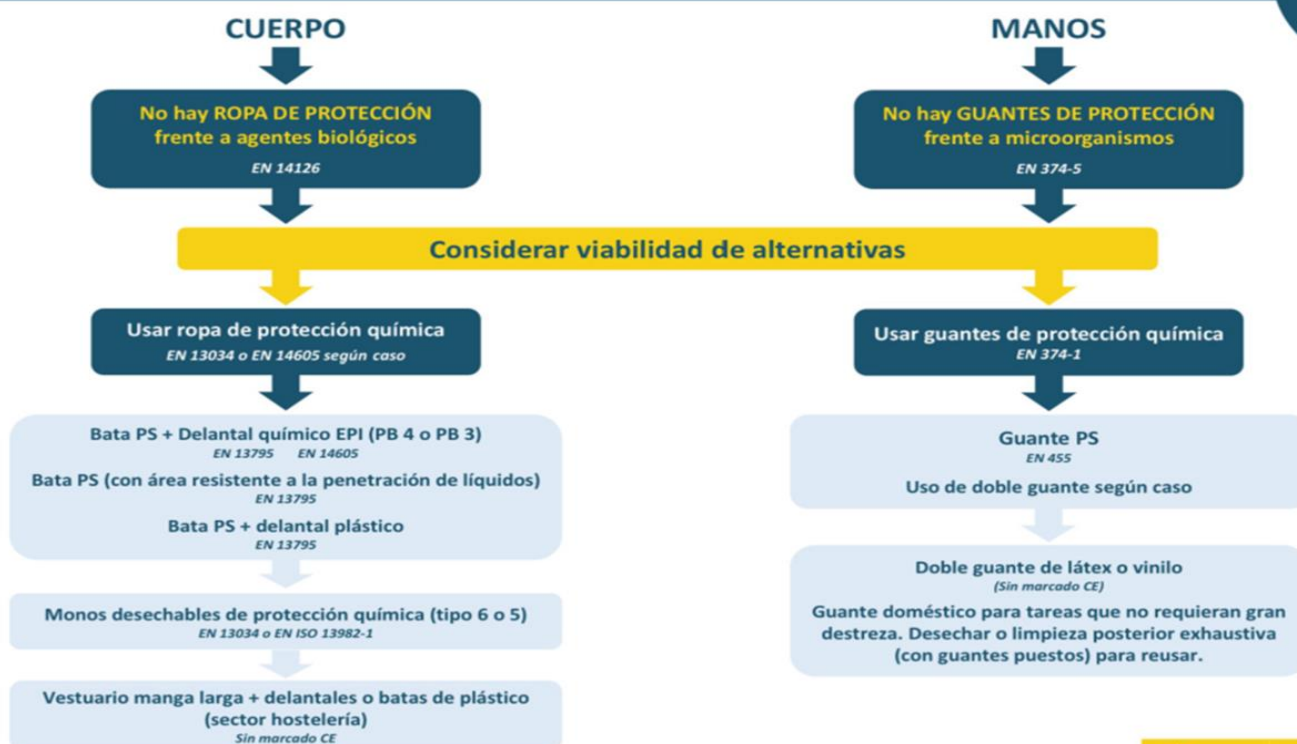 CUERPO
No hay ROPA DE PROTECCIÓN
frente a agentes biológicos
EN 14126
MANOS
No hay GUANTES DE PROTECCIÓN
frente a microorganismos
EN 374-5
Considerar viabilidad de alternativas
Usar ropa de protección química
EN 13034 o EN 14605 según caso
Bata PS + Delantal químico EPI (PB 4 o PB 3)
EN 13795 EN 14605
Bata PS (con área resistente a la penetración de líquidos)
EN 13795
Bata PS + delantal plástico
EN 13795
Monos desechables de protección química (tipo 6 o 5)
EN 13034 o EN ISO 13982-1
Vestuario manga larga + delantales o batas de plástico
(sector hostelería)
Sin marcado CE
Usar guantes de protección química
EN 374-1
Guante PS
EN 455
Uso de doble guante según caso
Doble guante de látex o vinilo
(Sin marcado CE)
Guante doméstico para tareas que no requieran gran
destreza. Desechar o limpieza posterior exhaustiva
(con guantes puestos) para reusar.